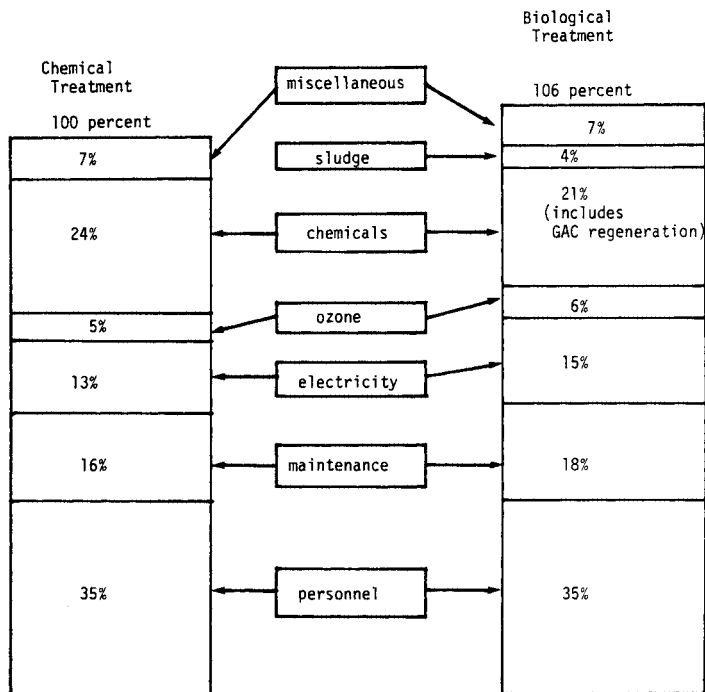 Chemical
Treatment
100 percent
7%
24%
5%
13%
16%
35%
miscellaneous
sludge
chemicals
ozone
electricity
maintenance
personnel
Biological
Treatment
106 percent
7%
4%
21%
(includes
GAC regeneration)
6%
15%
18%
35%